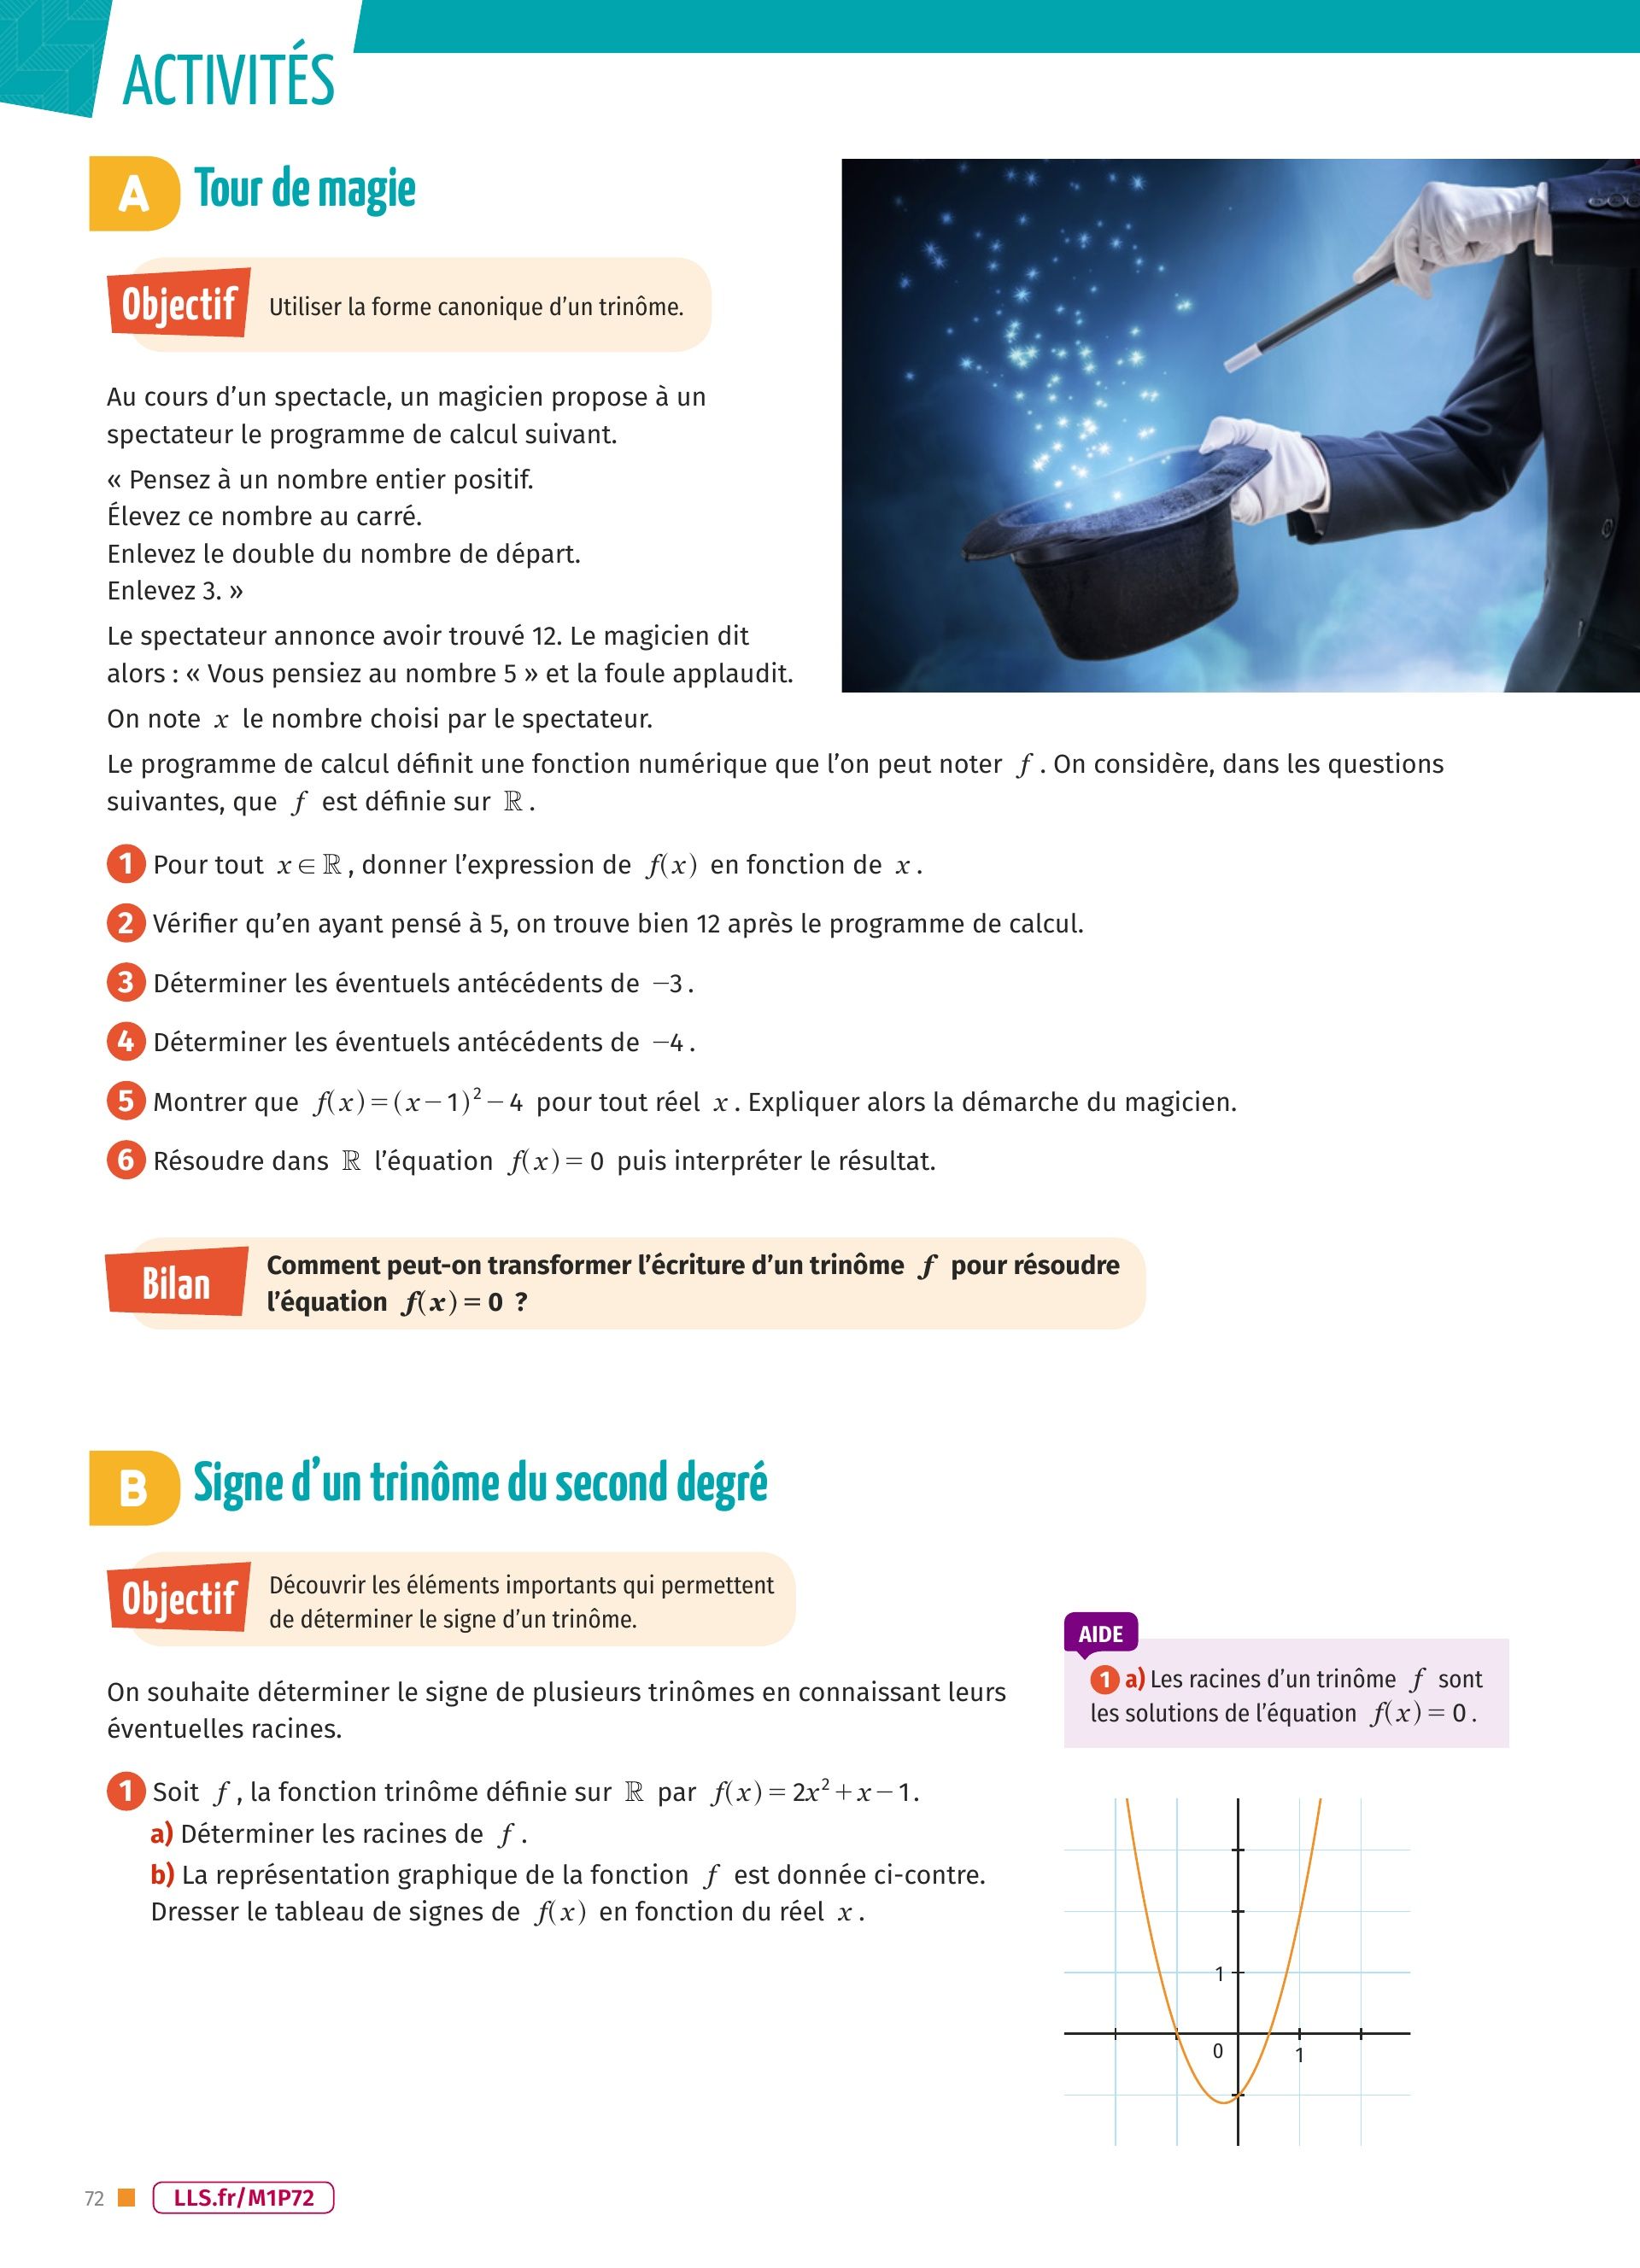 ACTIVITÉS
A Tour de magie
Objectif Utiliser la forme canonique d’un trinôme.
Au cours d’un spectacle, un magicien propose à un
spectateur le programme de calcul suivant.
« Pensez à un nombre entier positif.
Élevez ce nombre au carré.
Enlevez le double du nombre de départ.
Enlevez 3. »
Le spectateur annonce avoir trouvé 12. Le magicien dit
alors : « Vous pensiez au nombre 5 » et la foule applaudit.
On note x le nombre choisi par le spectateur.
Le programme de calcul définit une fonction numérique que l’on peut noter f . On considère, dans les questions
suivantes, que f est définie sur ℝ .
1 Pour tout x ∈ ℝ , donner l’expression de f(x) en fonction de x .
2 Vérifier qu’en ayant pensé à 5, on trouve bien 12 après le programme de calcul.
3 Déterminer les éventuels antécédents de −3 .
4 Déterminer les éventuels antécédents de −4 .
5 Montrer que f(x) = (x − 1)² − 4 pour tout réel x . Expliquer alors la démarche du magicien.
6 Résoudre dans ℝ l’équation f(x) = 0 puis interpréter le résultat.
Bilan Comment peut-on transformer l’écriture d’un trinôme f pour résoudre
l’équation f(x) = 0 ?
B Signe d’un trinôme du second degré
Objectif Découvrir les éléments importants qui permettent
de déterminer le signe d’un trinôme.
On souhaite déterminer le signe de plusieurs trinômes en connaissant leurs
éventuelles racines.
1 Soit f , la fonction trinôme définie sur ℝ par f(x) = 2x² + x − 1.
a) Déterminer les racines de f .
b) La représentation graphique de la fonction f est donnée ci-contre.
Dresser le tableau de signes de f(x) en fonction du réel x .
AIDE
1 a) Les racines d’un trinôme f sont
les solutions de l’équation f(x) = 0 .
1
0
1
72 LLS.fr/M1P72